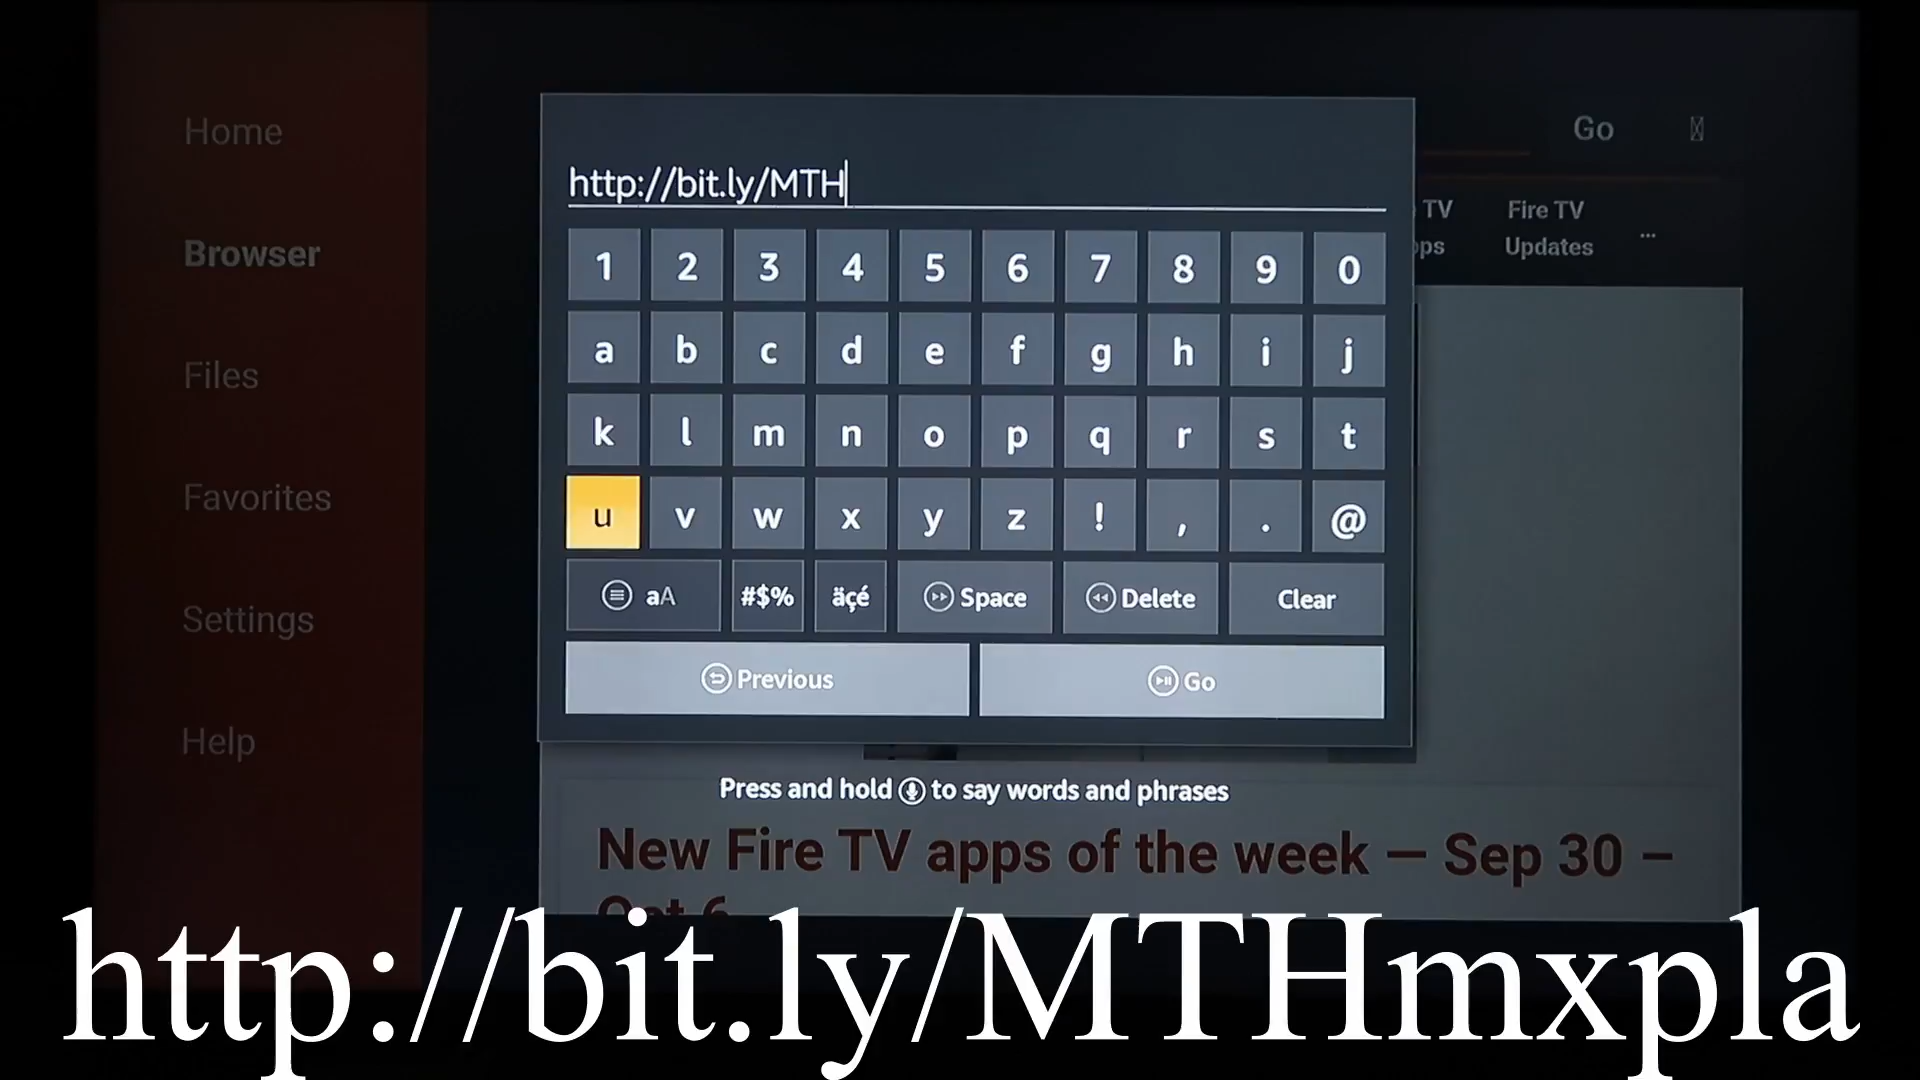 Home
Browser
Files
Favorites
Settings
Help
Go
TV
Fire TV
Updates
...
http://bit.ly/MTH
1 2 3 4 5 6 7 8 9 0
a b c d e f g h i j
k l m n o p q r s t
u v w x y z ! , . @
aA #$% äçé Space Delete Clear
Previous Go
Press and hold to say words and phrases
New Fire TV apps of the week — Sep 30 –
Oct 6
http://bit.ly/MTHmxpla